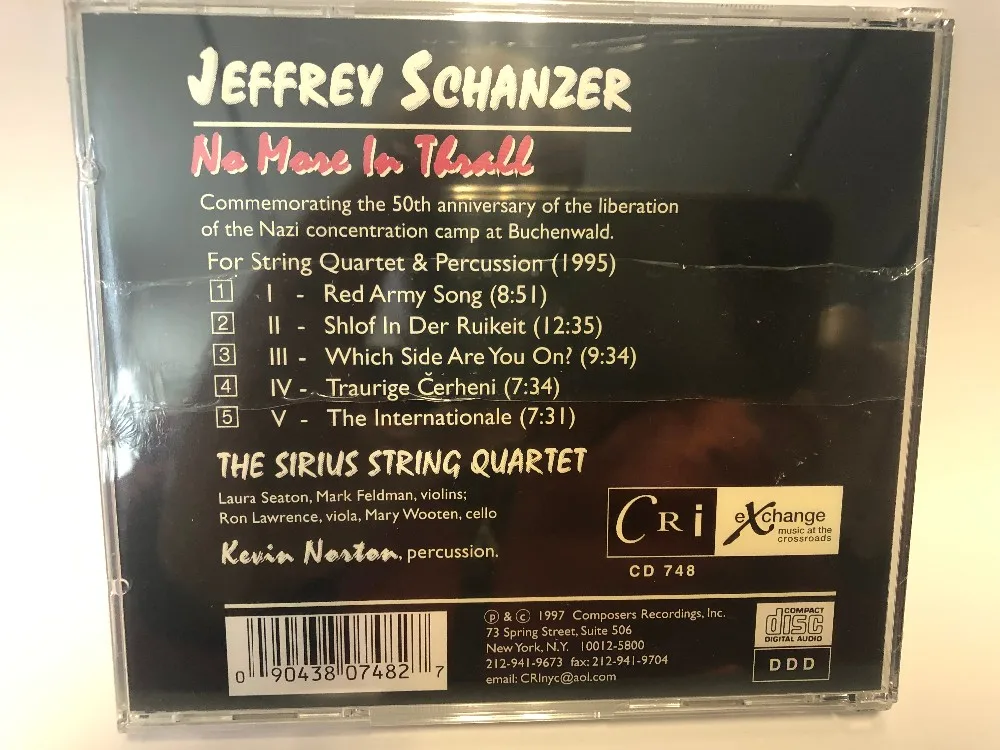 JEFFREY SCHANZER
No More In Thrall
Commemorating the 50th anniversary of the liberation
of the Nazi concentration camp at Buchenwald.
For String Quartet & Percussion (1995)
1 I - Red Army Song (8:51)
2 II - Shlof In Der Ruikeit (12:35)
3 III - Which Side Are You On? (9:34)
4 IV - Traurige Čerheni (7:34)
5 V - The Internationale (7:31)
THE SIRIUS STRING QUARTET
Laura Seaton, Mark Feldman, violins;
Ron Lawrence, viola, Mary Wooten, cello
Kevin Norton, percussion.
CRi
eXchange
music at the
crossroads
CD 748
0 90438 07482 7
℗ & © 1997 Composers Recordings, Inc.
73 Spring Street, Suite 506
New York, N.Y. 10012-5800
212-941-9673 fax: 212-941-9704
email: CRInyc@aol.com
COMPACT
disc
DIGITAL AUDIO
DDD